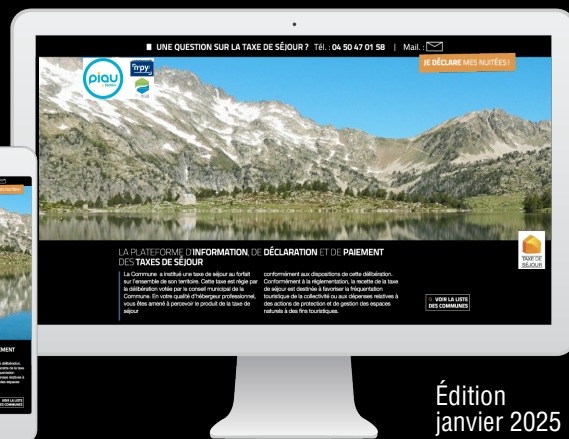 ■ UNE QUESTION SUR LA TAXE DE SÉJOUR ? Tél. : 04 50 47 01 58 | Mail. :
JE DÉCLARE MES NUITÉES !
piau
n'py
LA PLATEFORME D'INFORMATION, DE DÉCLARATION ET DE PAIEMENT
DES TAXES DE SÉJOUR
La Commune a institué une taxe de séjour au forfait
sur l'ensemble de son territoire. Cette taxe est régie par
la délibération votée par le conseil municipal de la
Commune. En votre qualité d'hébergeur professionnel,
vous êtes amené à percevoir le produit de la taxe de
séjour
conformément aux dispositions de cette délibération.
Conformément à la réglementation, la recette de la taxe
de séjour est destinée à favoriser la fréquentation
touristique de la collectivité ou aux dépenses relatives à
des actions de protection et de gestion des espaces
naturels à des fins touristiques.
TAXE DE
SÉJOUR
VOIR LA LISTE
DES COMMUNES
VOIR LA LISTE
DES COMMUNES
Édition
janvier 2025